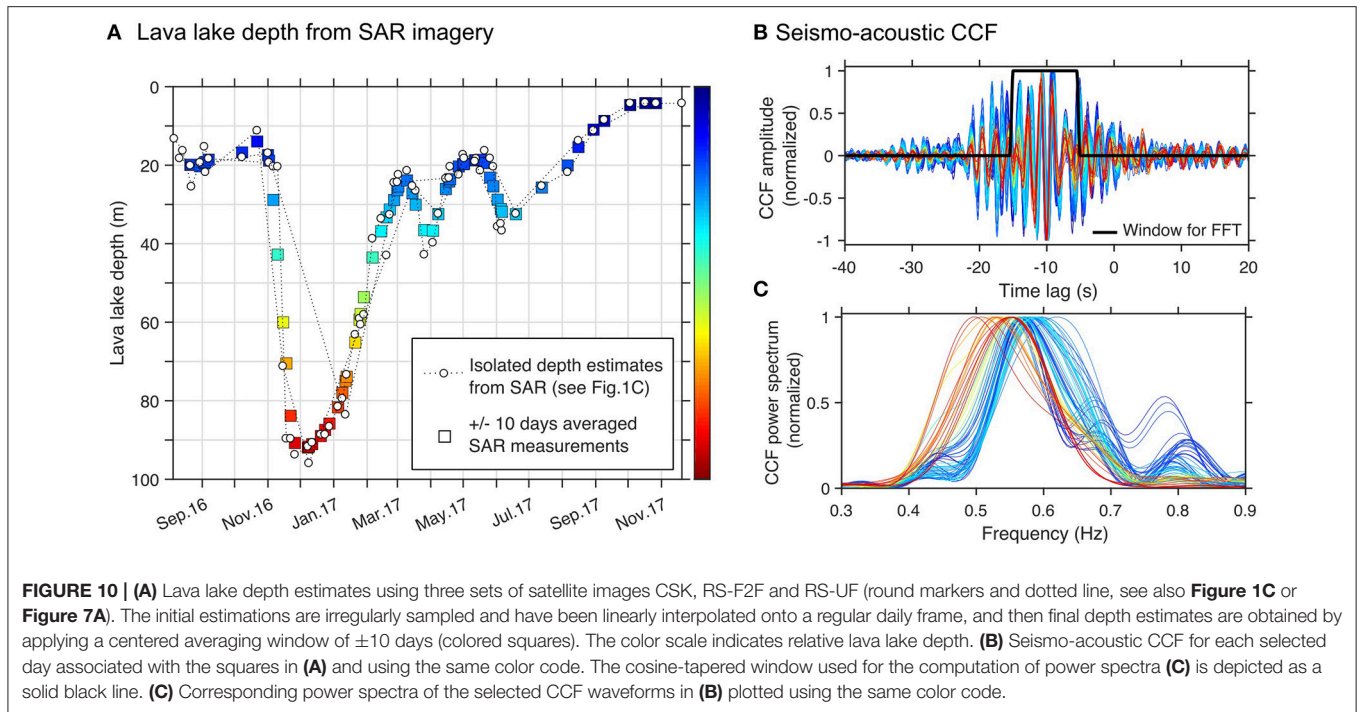 A Lava lake depth from SAR imagery
0
20
40
60
80
100
Lava lake depth (m)
Sep.16
Nov.16
Jan.17
Mar.17
May.17
Jul.17
Sep.17
Nov.17
Isolated depth estimates
from SAR (see Fig.1C)
+/- 10 days averaged
SAR measurements
B Seismo-acoustic CCF
1
0.5
0
-0.5
-1
CCF amplitude
(normalized)
Window for FFT
-40
-30
-20
-10
0
10
20
Time lag (s)
C
1
0.5
0
CCF power spectrum
(normalized)
0.3
0.4
0.5
0.6
0.7
0.8
0.9
Frequency (Hz)
FIGURE 10 | (A) Lava lake depth estimates using three sets of satellite images CSK, RS-F2F and RS-UF (round markers and dotted line, see also Figure 1C or
Figure 7A). The initial estimations are irregularly sampled and have been linearly interpolated onto a regular daily frame, and then final depth estimates are obtained by
applying a centered averaging window of ±10 days (colored squares). The color scale indicates relative lava lake depth. (B) Seismo-acoustic CCF for each selected
day associated with the squares in (A) and using the same color code. The cosine-tapered window used for the computation of power spectra (C) is depicted as a
solid black line. (C) Corresponding power spectra of the selected CCF waveforms in (B) plotted using the same color code.